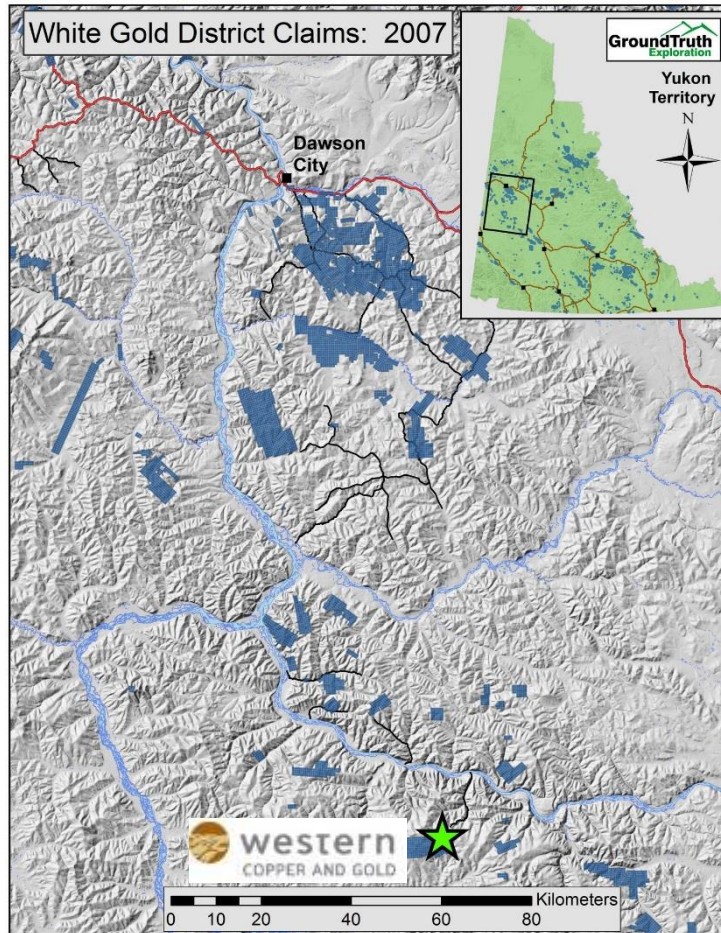 White Gold District Claims: 2007
GroundTruth
Exploration
Yukon
Territory
N
Dawson
City
western
COPPER AND GOLD
Kilometers
0 5 10 20 40 60 80